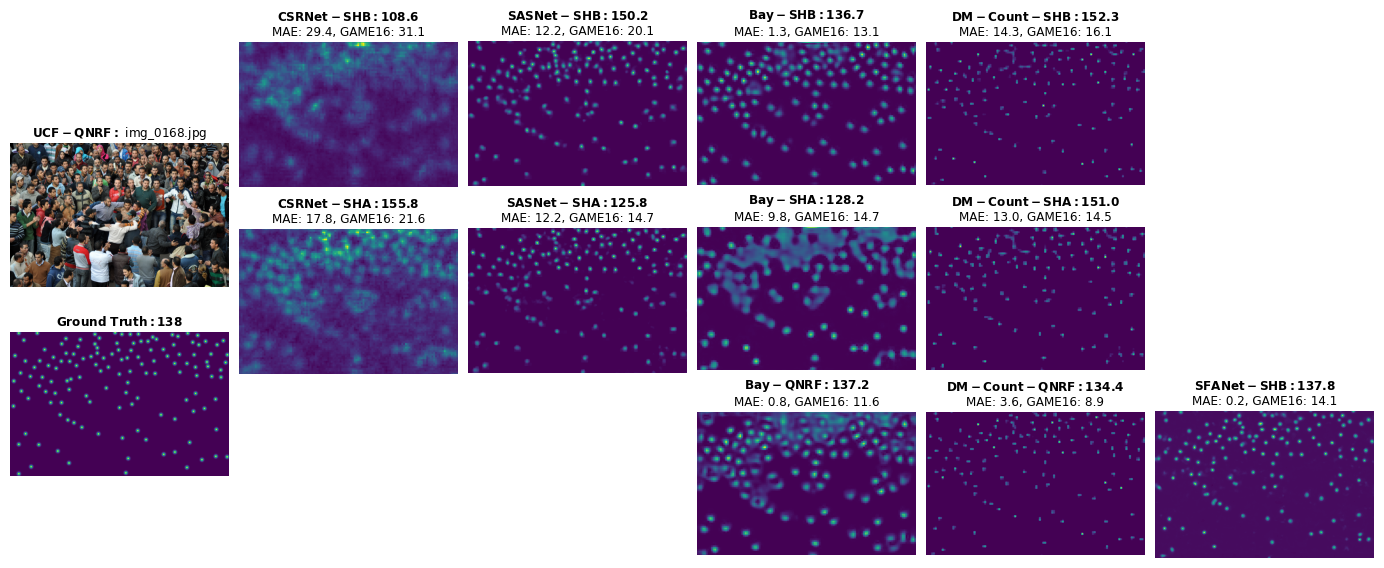 UCF − QNRF: img_0168.jpg
Ground Truth: 138
CSRNet − SHB: 108.6
MAE: 29.4, GAME16: 31.1
SASNet − SHB: 150.2
MAE: 12.2, GAME16: 20.1
Bay − SHB: 136.7
MAE: 1.3, GAME16: 13.1
DM − Count − SHB: 152.3
MAE: 14.3, GAME16: 16.1
CSRNet − SHA: 155.8
MAE: 17.8, GAME16: 21.6
SASNet − SHA: 125.8
MAE: 12.2, GAME16: 14.7
Bay − SHA: 128.2
MAE: 9.8, GAME16: 14.7
DM − Count − SHA: 151.0
MAE: 13.0, GAME16: 14.5
Bay − QNRF: 137.2
MAE: 0.8, GAME16: 11.6
DM − Count − QNRF: 134.4
MAE: 3.6, GAME16: 8.9
SFANet − SHB: 137.8
MAE: 0.2, GAME16: 14.1